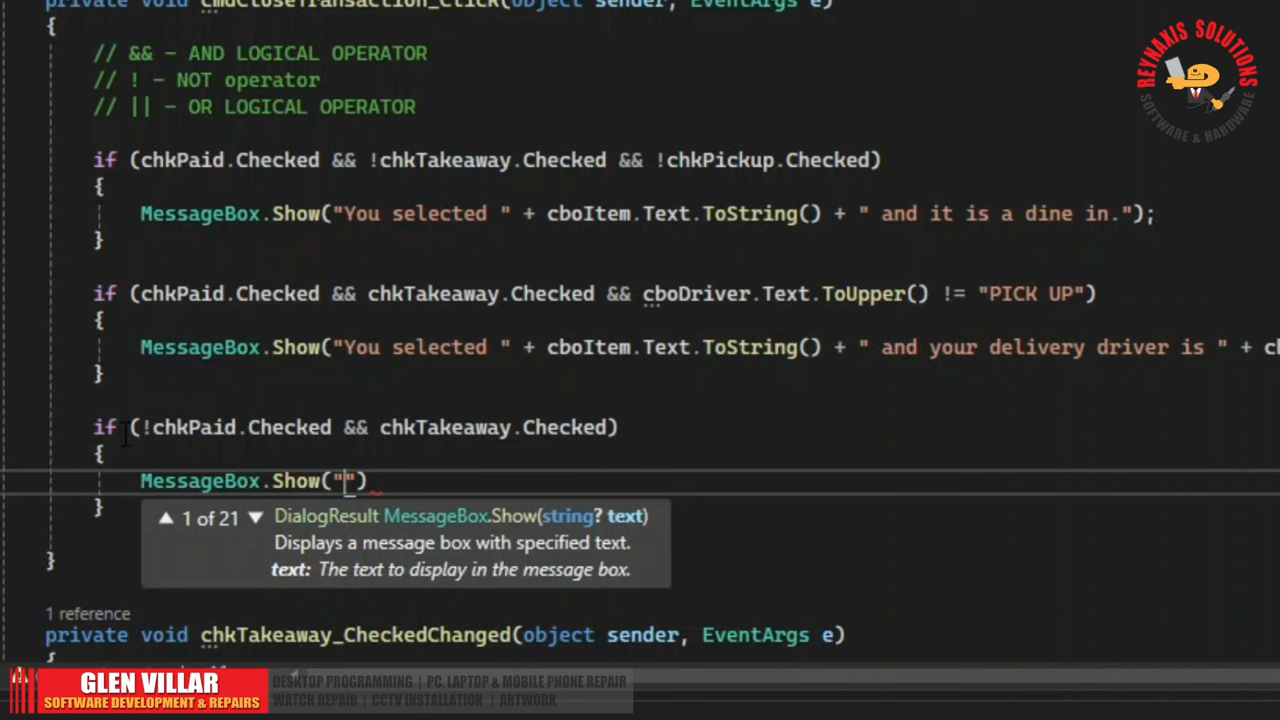 private void cmdCloseTransaction_Click(object sender, EventArgs e)
{
// && - AND LOGICAL OPERATOR
// ! - NOT operator
// || - OR LOGICAL OPERATOR
if (chkPaid.Checked && !chkTakeaway.Checked && !chkPickup.Checked)
{
MessageBox.Show("You selected " + cboItem.Text.ToString() + " and it is a dine in.");
}
if (chkPaid.Checked && chkTakeaway.Checked && cboDriver.Text.ToUpper() != "PICK UP")
{
MessageBox.Show("You selected " + cboItem.Text.ToString() + " and your delivery driver is " +
}
if (!chkPaid.Checked && chkTakeaway.Checked)
{
MessageBox.Show("")
}
▲ 1 of 21 ▼ DialogResult MessageBox.Show(string? text)
Displays a message box with specified text.
text: The text to display in the message box.
}
1 reference
private void chkTakeaway_CheckedChanged(object sender, EventArgs e)
{
REYNAXIS SOLUTIONS
SOFTWARE & HARDWARE
GLEN VILLAR
SOFTWARE DEVELOPMENT & REPAIRS
DESKTOP PROGRAMMING | PC, LAPTOP & MOBILE PHONE REPAIR
WATCH REPAIR | CCTV INSTALLATION | ARTWORK